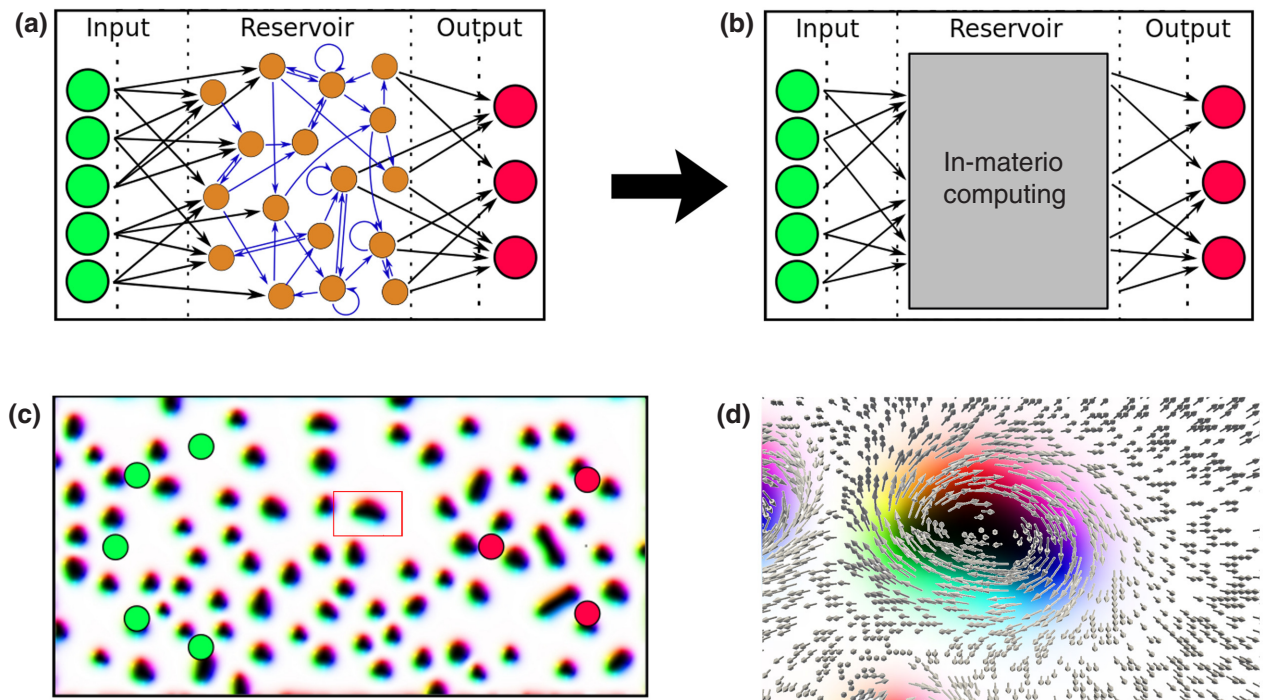 (a)
Input
Reservoir
Output
(b)
Input
Reservoir
Output
In-materio
computing
(c)
(d)